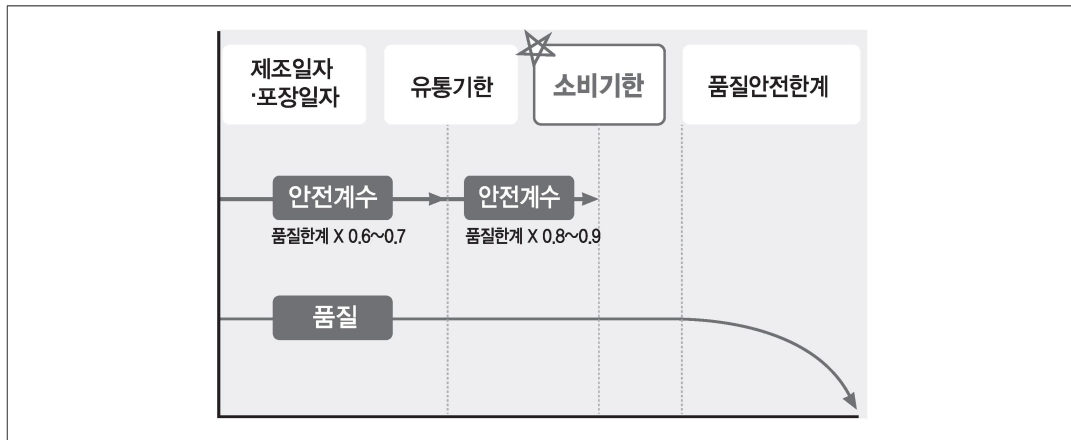 제조일자
·포장일자
유통기한
소비기한
품질안전한계
안전계수
안전계수
품질한계 X 0.6~0.7
품질한계 X 0.8~0.9
품질